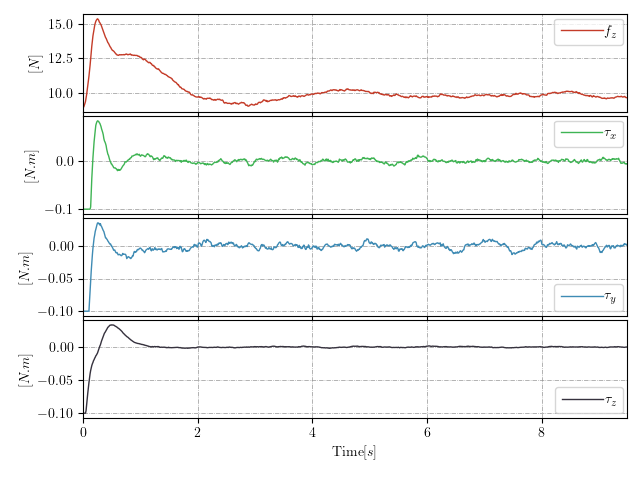 15.0
12.5
10.0
[N]
f_z
0.0
−0.1
[N.m]
τ_x
0.00
−0.05
−0.10
[N.m]
τ_y
0.00
−0.05
−0.10
[N.m]
τ_z
0 2 4 6 8
Time[s]